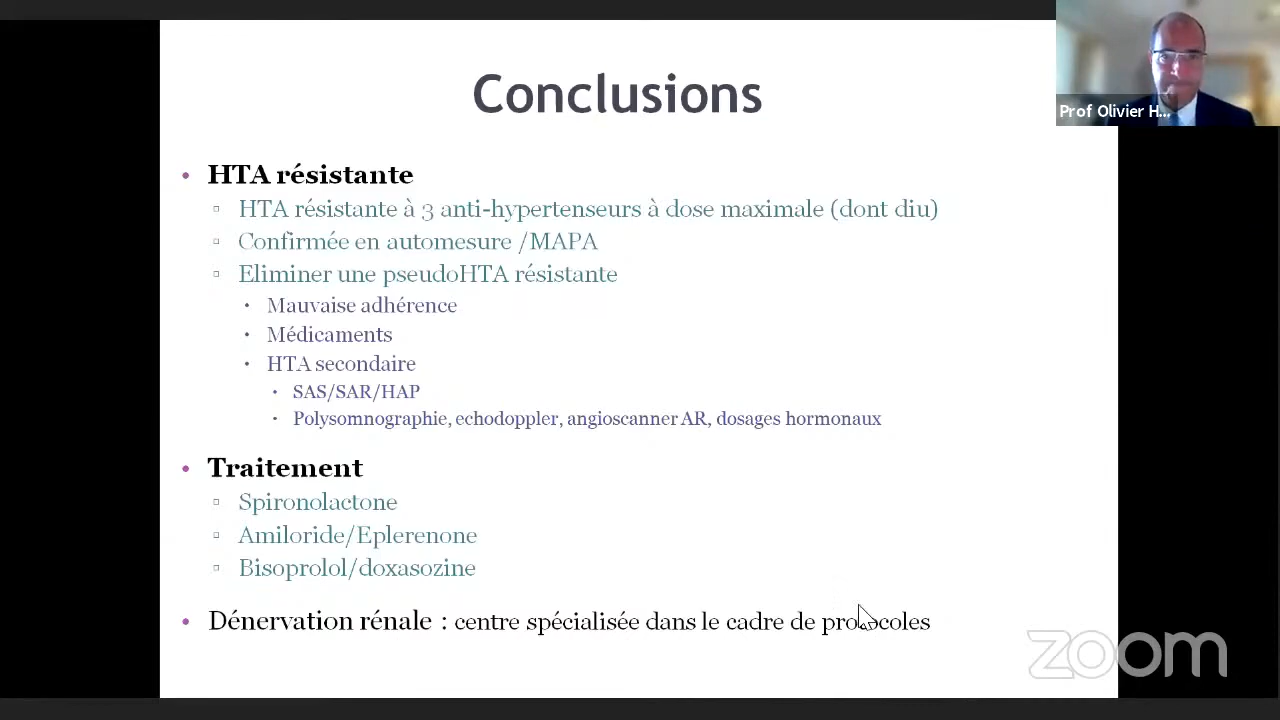 Conclusions
Prof Olivier H...
• HTA résistante
▫ HTA résistante à 3 anti-hypertenseurs à dose maximale (dont diu)
▫ Confirmée en automesure /MAPA
▫ Eliminer une pseudoHTA résistante
• Mauvaise adhérence
• Médicaments
• HTA secondaire
• SAS/SAR/HAP
• Polysomnographie, echodoppler, angioscanner AR, dosages hormonaux
• Traitement
▫ Spironolactone
▫ Amiloride/Eplerenone
▫ Bisoprolol/doxasozine
• Dénervation rénale : centre spécialisée dans le cadre de protocoles
zoom